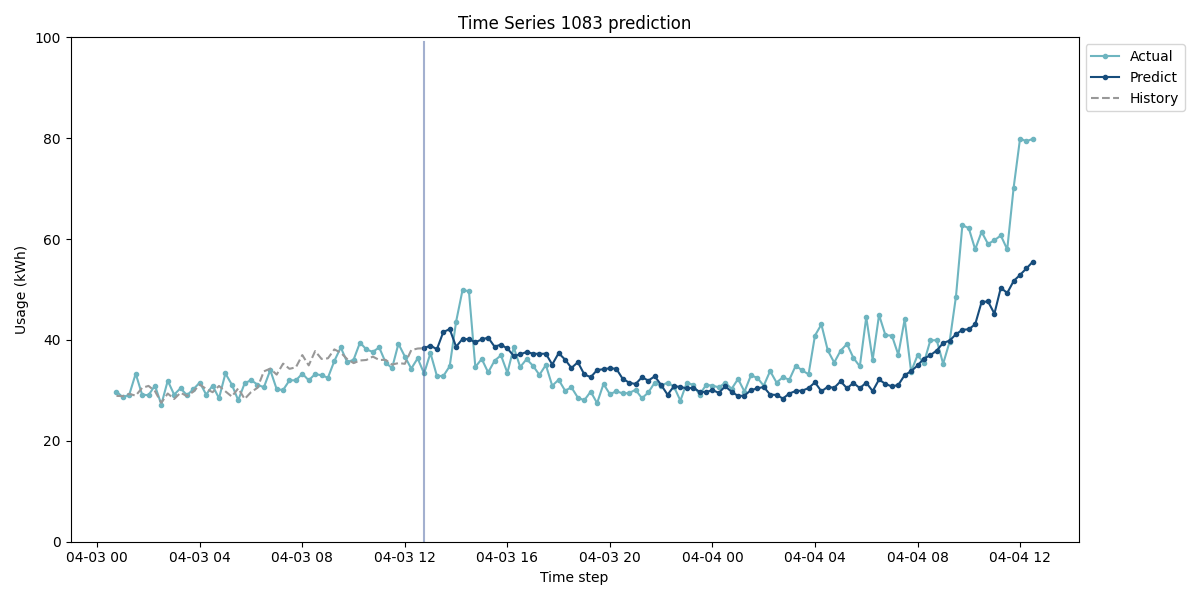 Time Series 1083 prediction
100
80
60
40
20
0
Usage (kWh)
04-03 00
04-03 04
04-03 08
04-03 12
04-03 16
04-03 20
04-04 00
04-04 04
04-04 08
04-04 12
Time step
Actual
Predict
History